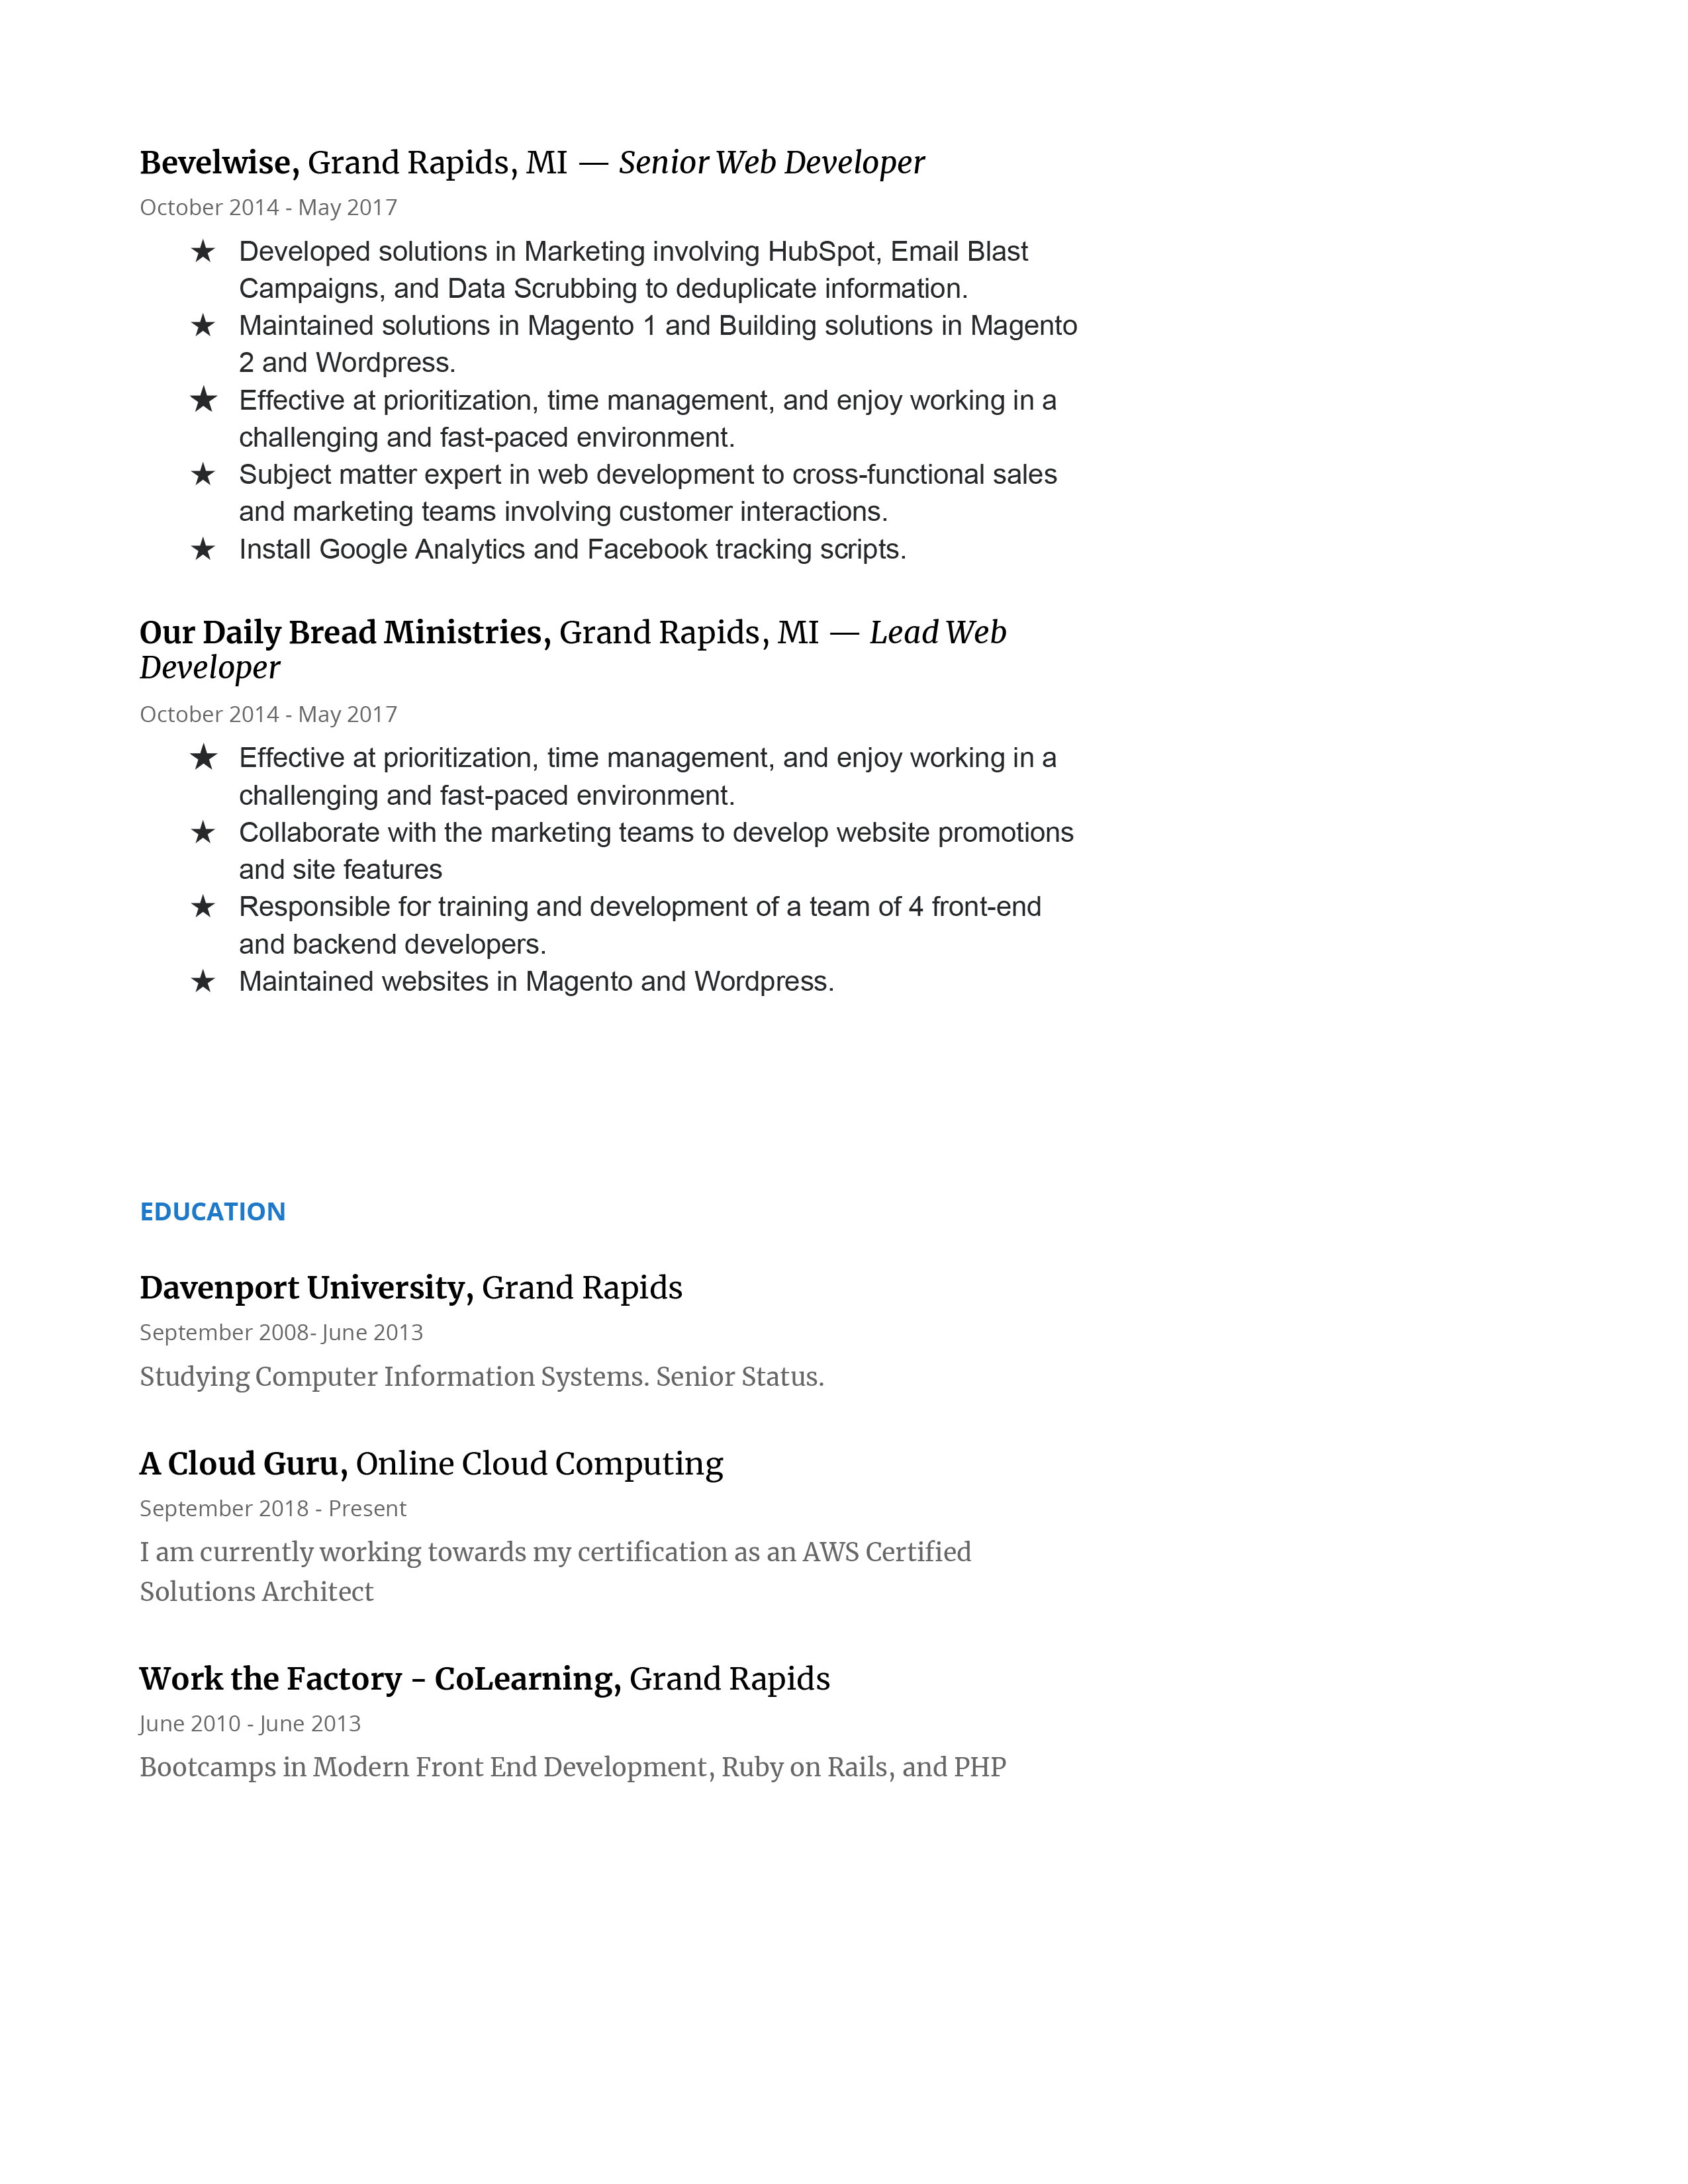 Bevelwise, Grand Rapids, MI — Senior Web Developer
October 2014 - May 2017
★ Developed solutions in Marketing involving HubSpot, Email Blast
Campaigns, and Data Scrubbing to deduplicate information.
★ Maintained solutions in Magento 1 and Building solutions in Magento
2 and Wordpress.
★ Effective at prioritization, time management, and enjoy working in a
challenging and fast-paced environment.
★ Subject matter expert in web development to cross-functional sales
and marketing teams involving customer interactions.
★ Install Google Analytics and Facebook tracking scripts.
Our Daily Bread Ministries, Grand Rapids, MI — Lead Web
Developer
October 2014 - May 2017
★ Effective at prioritization, time management, and enjoy working in a
challenging and fast-paced environment.
★ Collaborate with the marketing teams to develop website promotions
and site features
★ Responsible for training and development of a team of 4 front-end
and backend developers.
★ Maintained websites in Magento and Wordpress.
EDUCATION
Davenport University, Grand Rapids
September 2008- June 2013
Studying Computer Information Systems. Senior Status.
A Cloud Guru, Online Cloud Computing
September 2018 - Present
I am currently working towards my certification as an AWS Certified
Solutions Architect
Work the Factory - CoLearning, Grand Rapids
June 2010 - June 2013
Bootcamps in Modern Front End Development, Ruby on Rails, and PHP